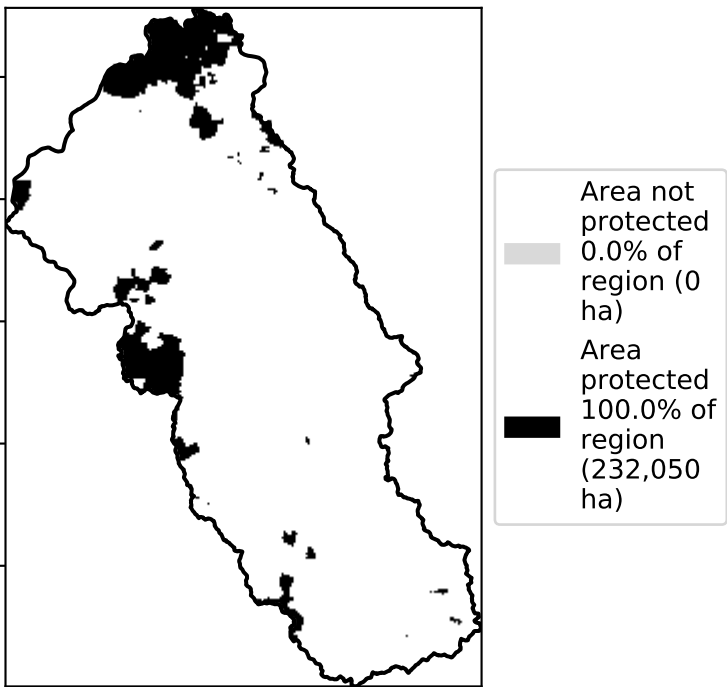 Area not
protected
0.0% of
region (0
ha)
Area
protected
100.0% of
region
(232,050
ha)